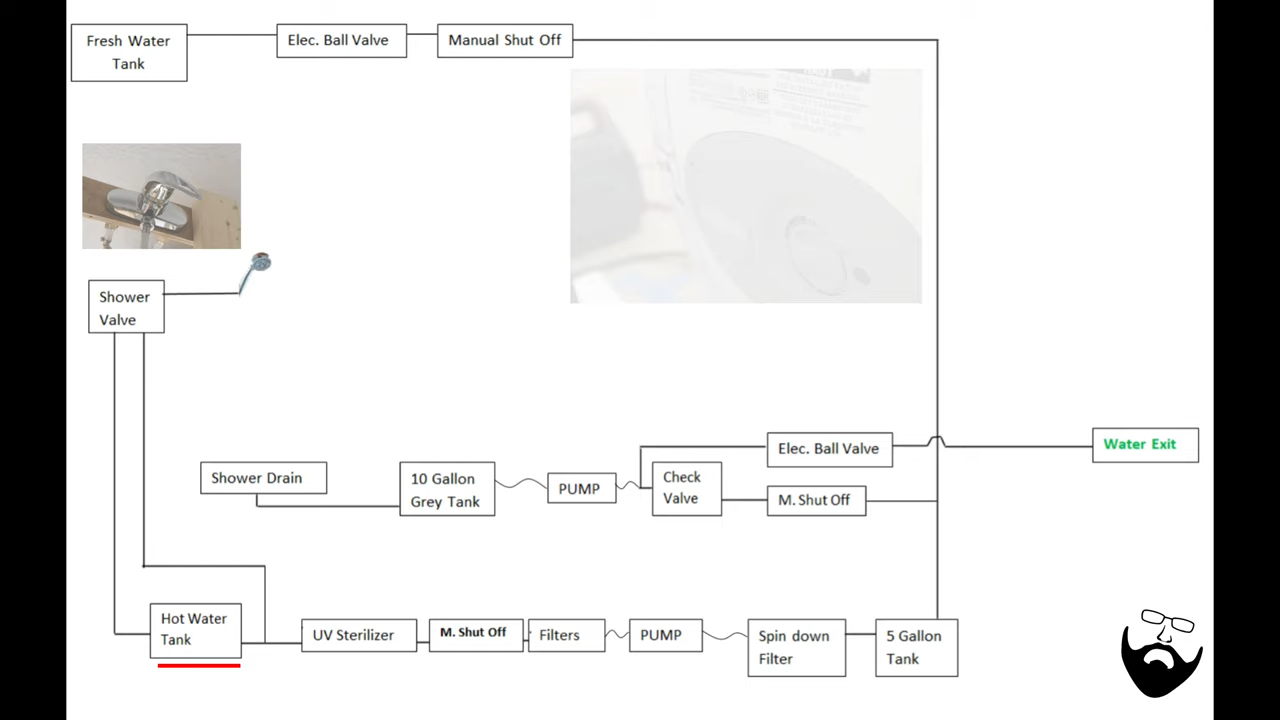 Fresh Water
Tank
Elec. Ball Valve
Manual Shut Off
Shower
Valve
Elec. Ball Valve
Water Exit
Shower Drain
10 Gallon
Grey Tank
PUMP
Check
Valve
M. Shut Off
Hot Water
Tank
UV Sterilizer
M. Shut Off
Filters
PUMP
Spin down
Filter
5 Gallon
Tank